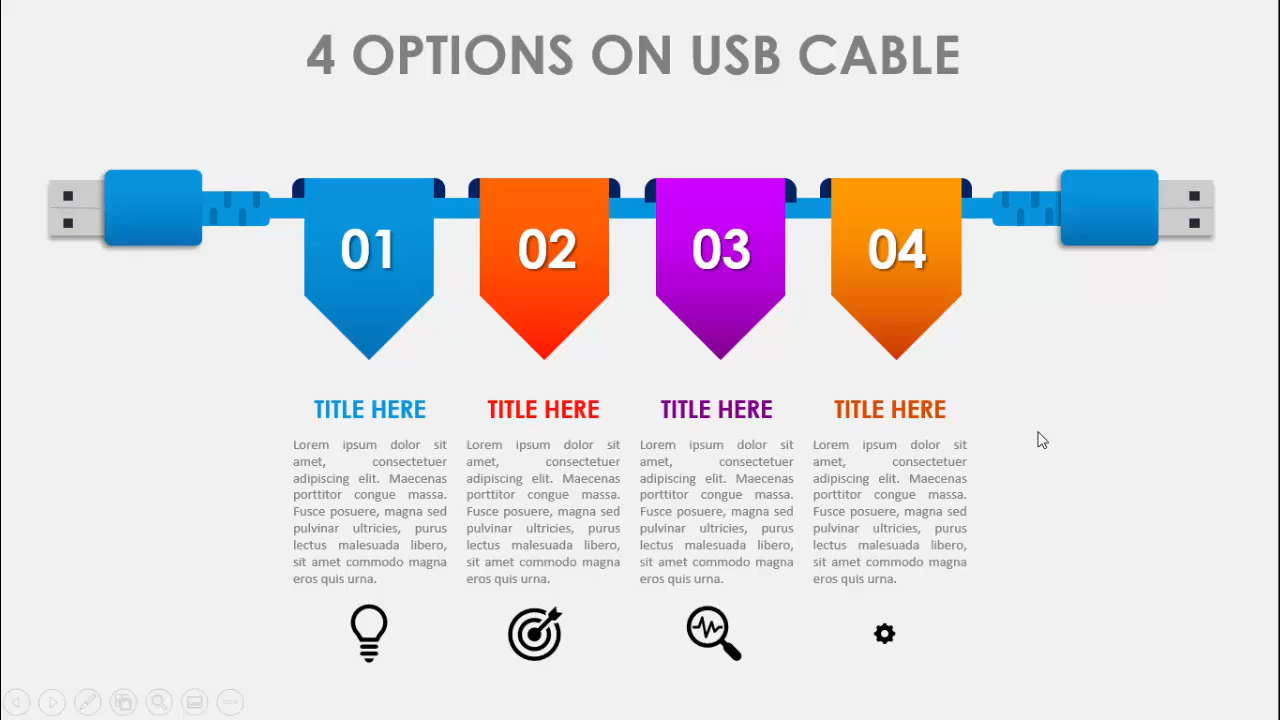 4 OPTIONS ON USB CABLE
01
02
03
04
TITLE HERE
Lorem ipsum dolor sit
amet, consectetuer
adipiscing elit. Maecenas
porttitor congue massa.
Fusce posuere, magna sed
pulvinar ultricies, purus
lectus malesuada libero,
sit amet commodo magna
eros quis urna.
TITLE HERE
Lorem ipsum dolor sit
amet, consectetuer
adipiscing elit. Maecenas
porttitor congue massa.
Fusce posuere, magna sed
pulvinar ultricies, purus
lectus malesuada libero,
sit amet commodo magna
eros quis urna.
TITLE HERE
Lorem ipsum dolor sit
amet, consectetuer
adipiscing elit. Maecenas
porttitor congue massa.
Fusce posuere, magna sed
pulvinar ultricies, purus
lectus malesuada libero,
sit amet commodo magna
eros quis urna.
TITLE HERE
Lorem ipsum dolor sit
amet, consectetuer
adipiscing elit. Maecenas
porttitor congue massa.
Fusce posuere, magna sed
pulvinar ultricies, purus
lectus malesuada libero,
sit amet commodo magna
eros quis urna.